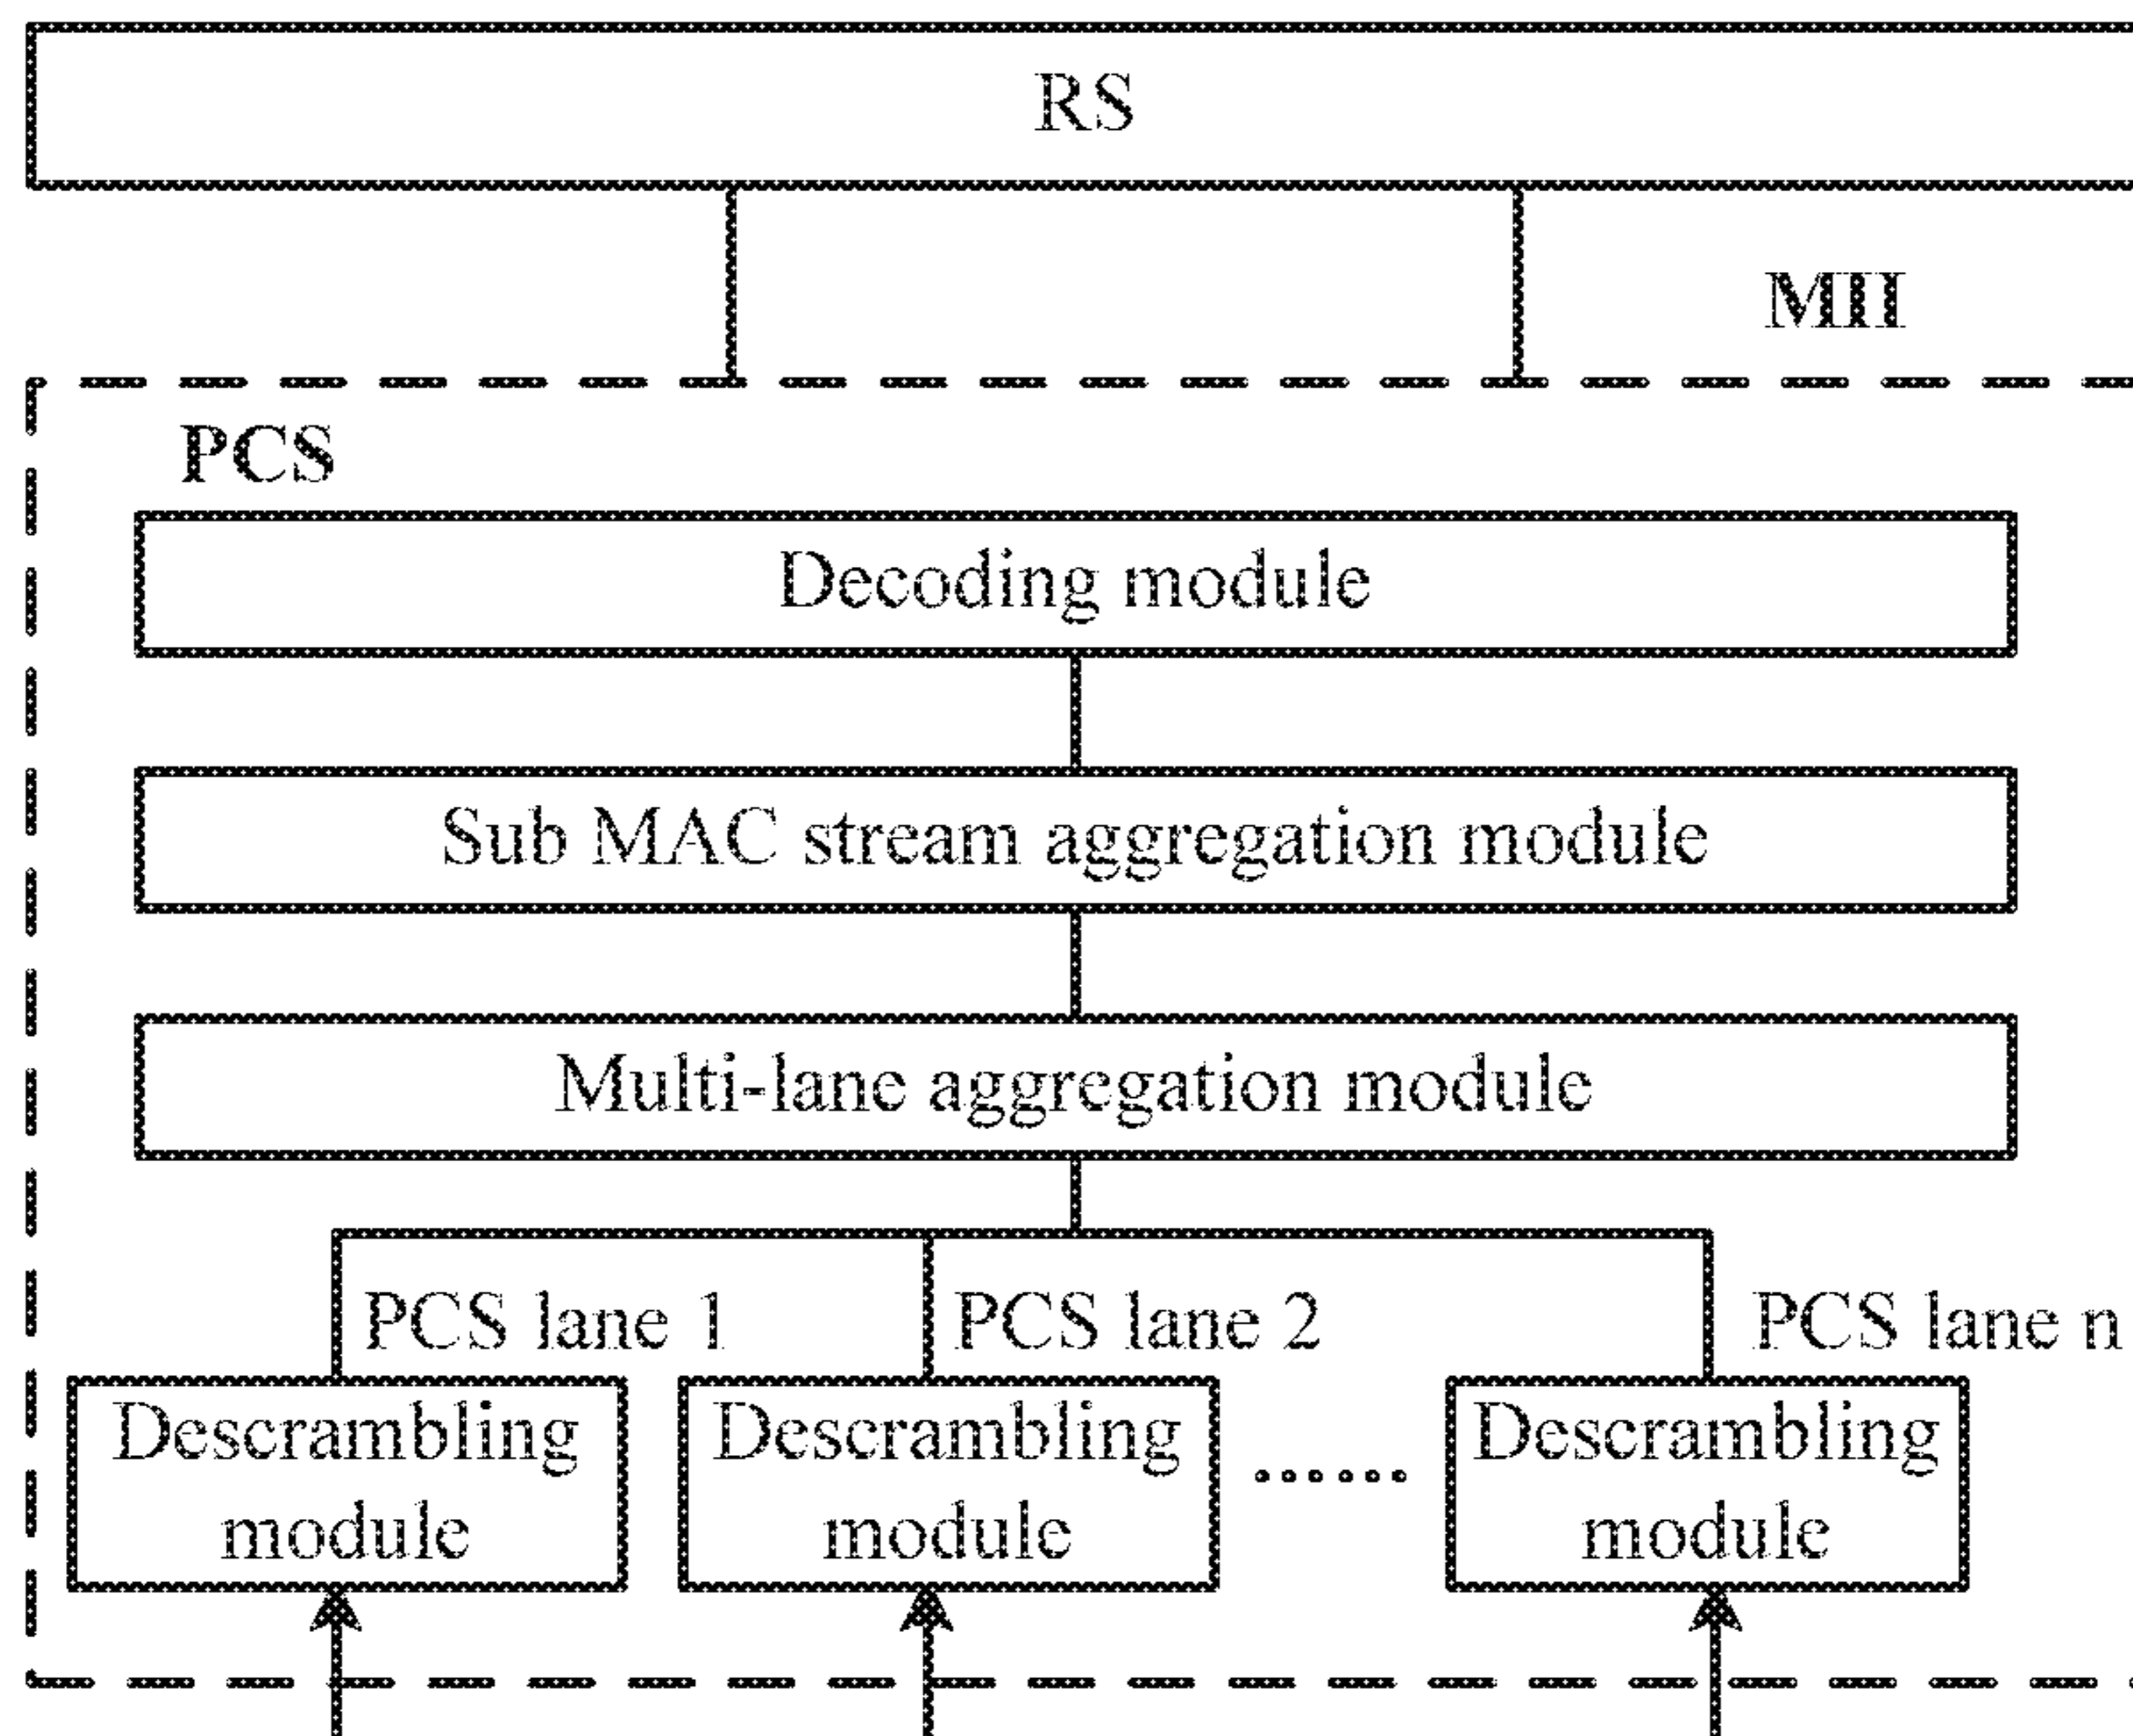 RS
MII
PCS
Decoding module
Sub MAC stream aggregation module
Multi-lane aggregation module
PCS lane 1
PCS lane 2
PCS lane n
Descrambling
module
Descrambling
module
......
Descrambling
module